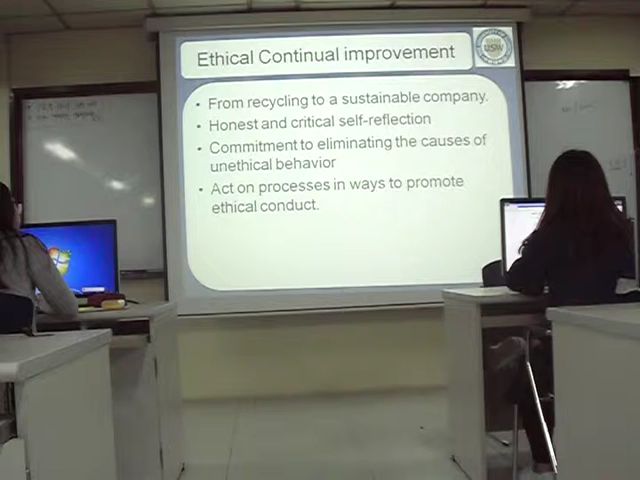 Ethical Continual improvement
• From recycling to a sustainable company.
• Honest and critical self-reflection
• Commitment to eliminating the causes of
unethical behavior
• Act on processes in ways to promote
ethical conduct.